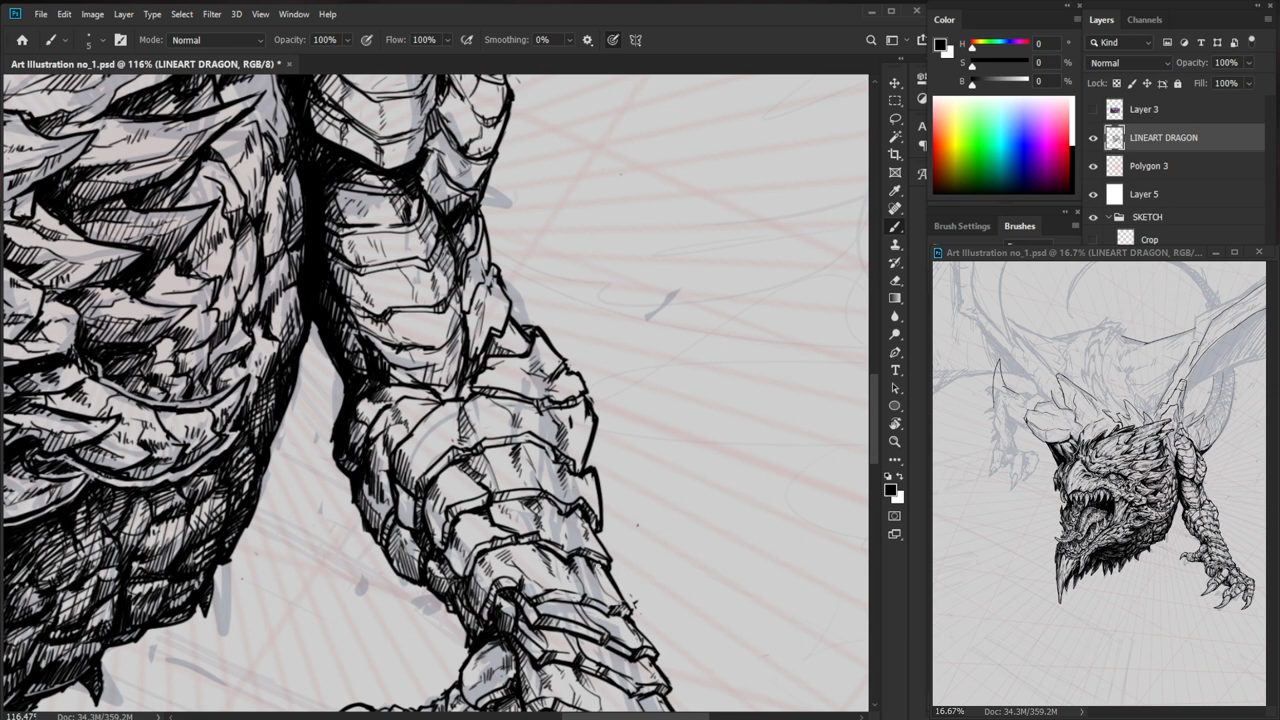 File Edit Image Layer Type Select Filter 3D View Window Help
5 Mode: Normal Opacity: 100% Flow: 100% Smoothing: 0%
Art Illustration no_1.psd @ 116% (LINEART DRAGON, RGB/8) *
116.47% Doc: 34.3M/359.2M
Color
H 0 °
S 0 %
B 0 %
Brush Settings Brushes
Layers Channels
Kind
Normal Opacity: 100%
Lock: Fill: 100%
Layer 3
LINEART DRAGON
Polygon 3
Layer 5
SKETCH
Crop
Art Illustration no_1.psd @ 16.7% (LINEART DRAGON, RGB/...
16.67% Doc: 34.3M/359.2M